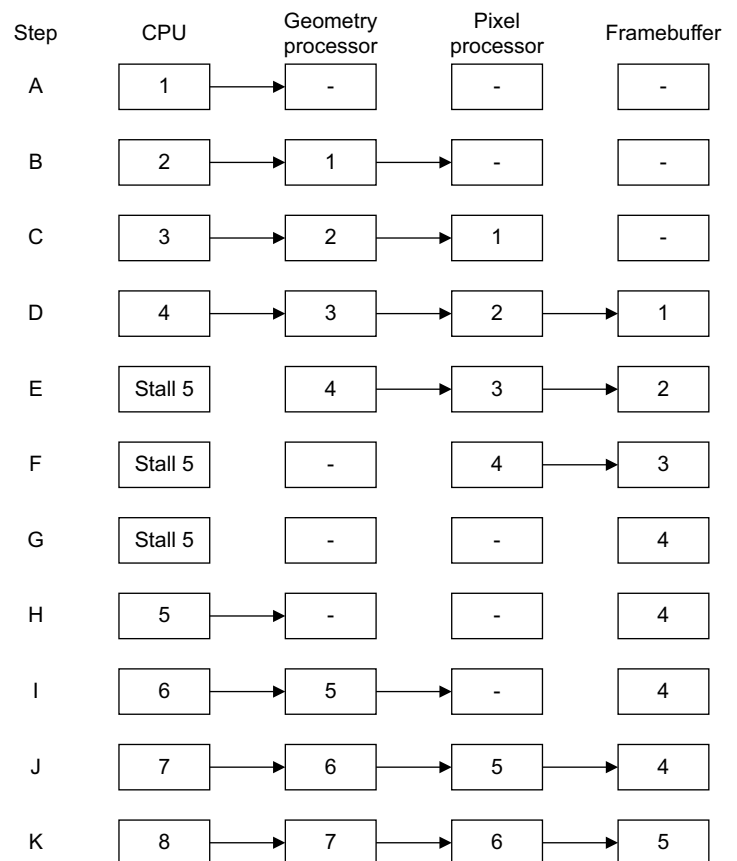 Step CPU Geometry processor Pixel processor Framebuffer
A 1 - - -
B 2 1 - -
C 3 2 1 -
D 4 3 2 1
E Stall 5 4 3 2
F Stall 5 - 4 3
G Stall 5 - - 4
H 5 - - 4
I 6 5 - 4
J 7 6 5 4
K 8 7 6 5